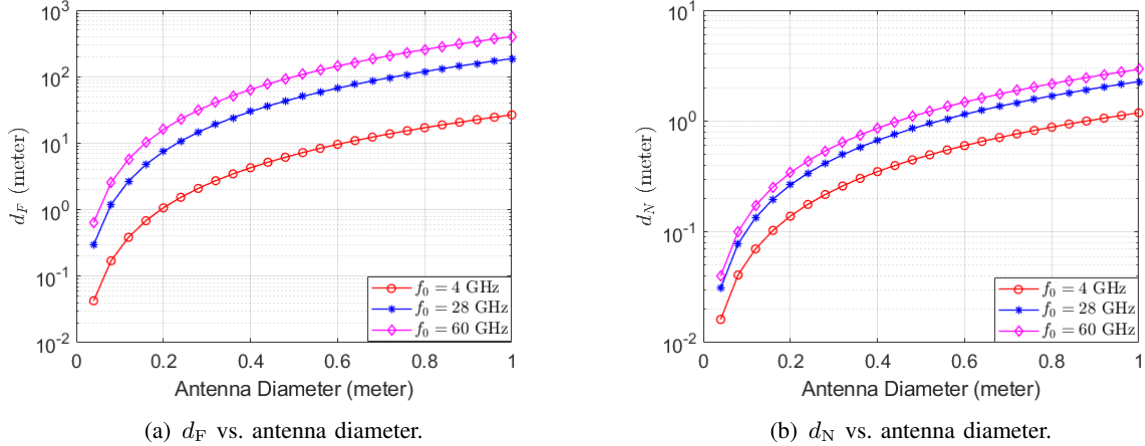 10^3
10^2
10^1
10^0
10^-1
10^-2
d_F (meter)
0 0.2 0.4 0.6 0.8 1
Antenna Diameter (meter)
f_0 = 4 GHz
f_0 = 28 GHz
f_0 = 60 GHz
(a) d_F vs. antenna diameter.
10^1
10^0
10^-1
10^-2
d_N (meter)
0 0.2 0.4 0.6 0.8 1
Antenna Diameter (meter)
f_0 = 4 GHz
f_0 = 28 GHz
f_0 = 60 GHz
(b) d_N vs. antenna diameter.